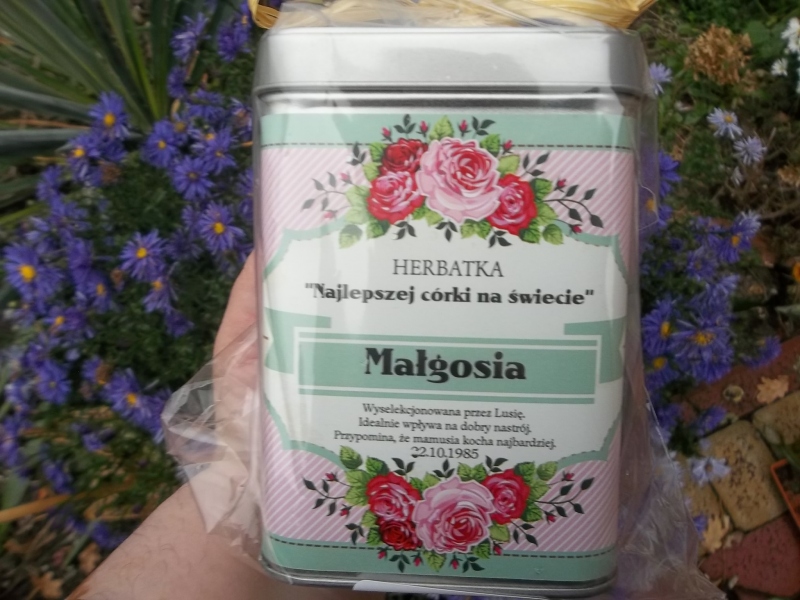 HERBATKA
"Najlepszej córki na świecie"
Małgosia
Wyselekcjonowana przez Lusię.
Idealnie wpływa na dobry nastrój.
Przypomina, że mamusia kocha najbardziej.
22.10.1985